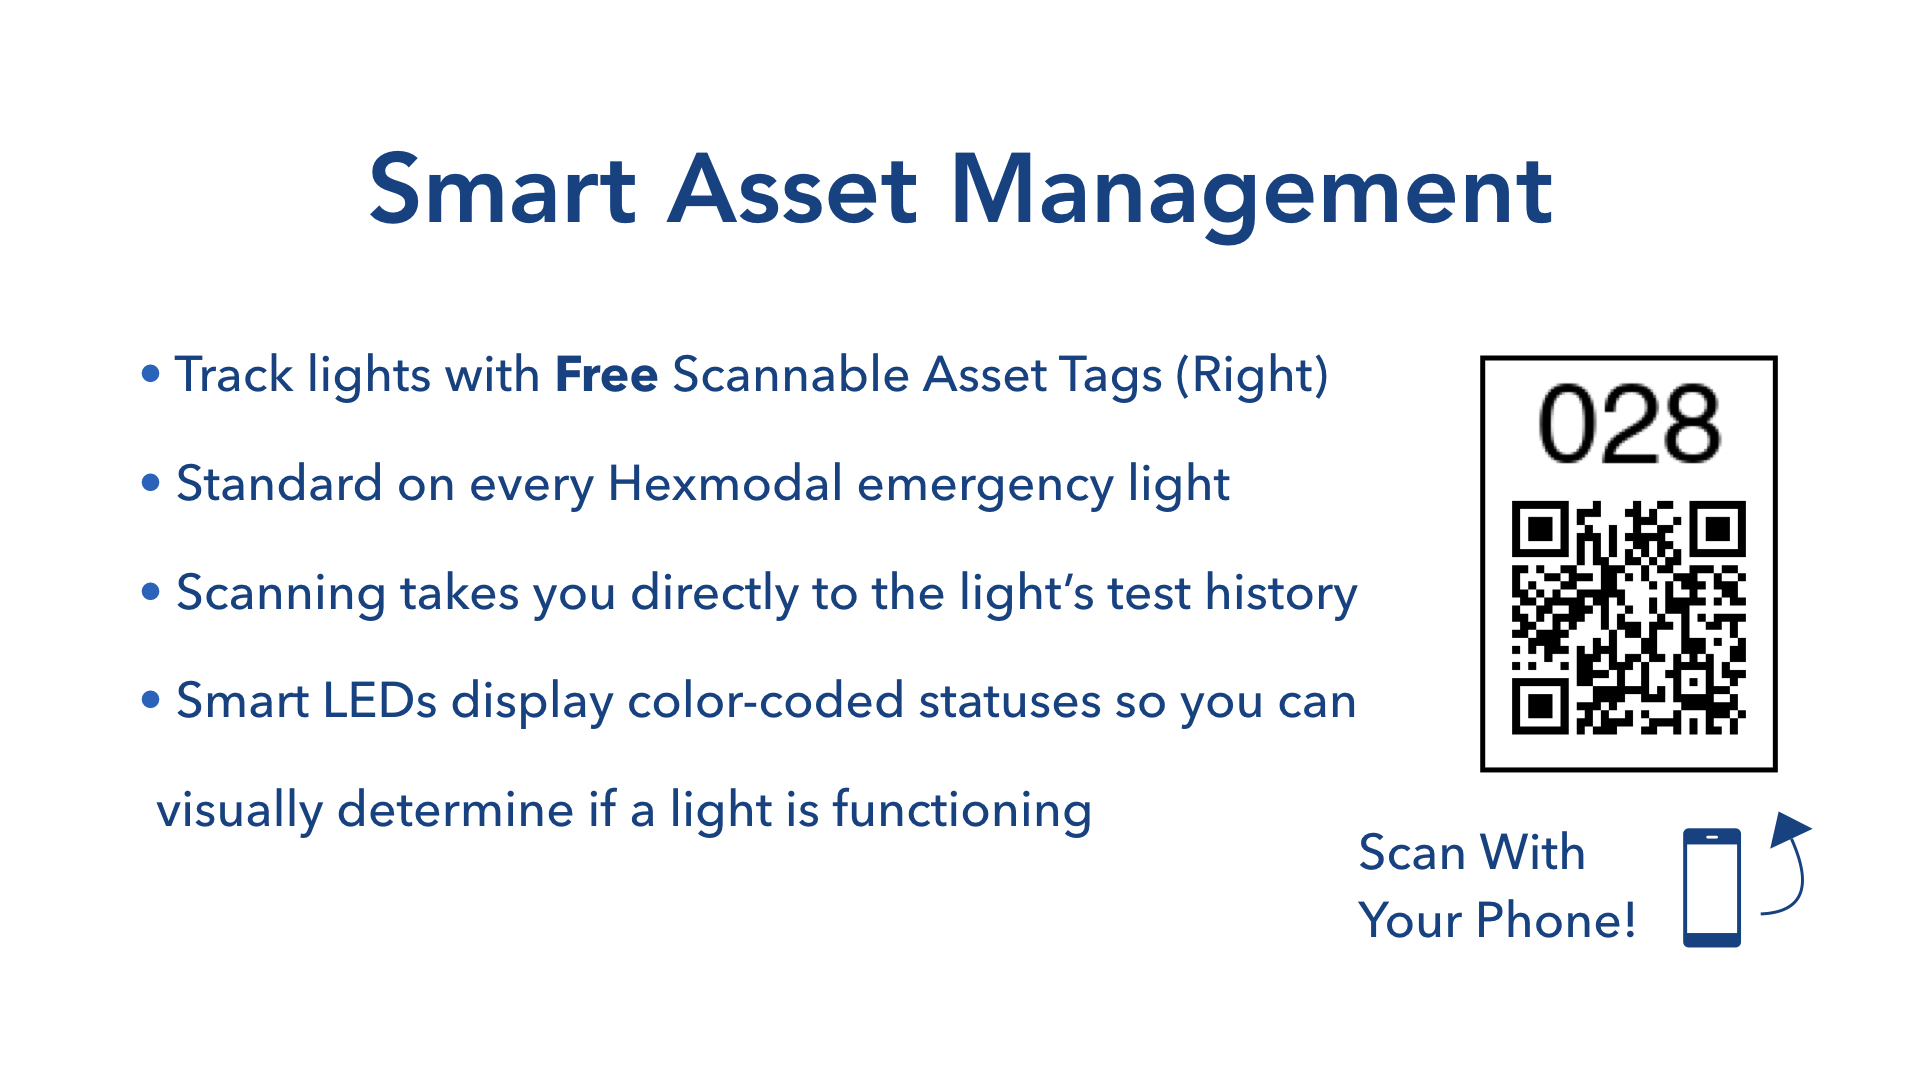 Smart Asset Management
• Track lights with Free Scannable Asset Tags (Right)
• Standard on every Hexmodal emergency light
• Scanning takes you directly to the light’s test history
• Smart LEDs display color-coded statuses so you can
visually determine if a light is functioning
028
Scan With
Your Phone!